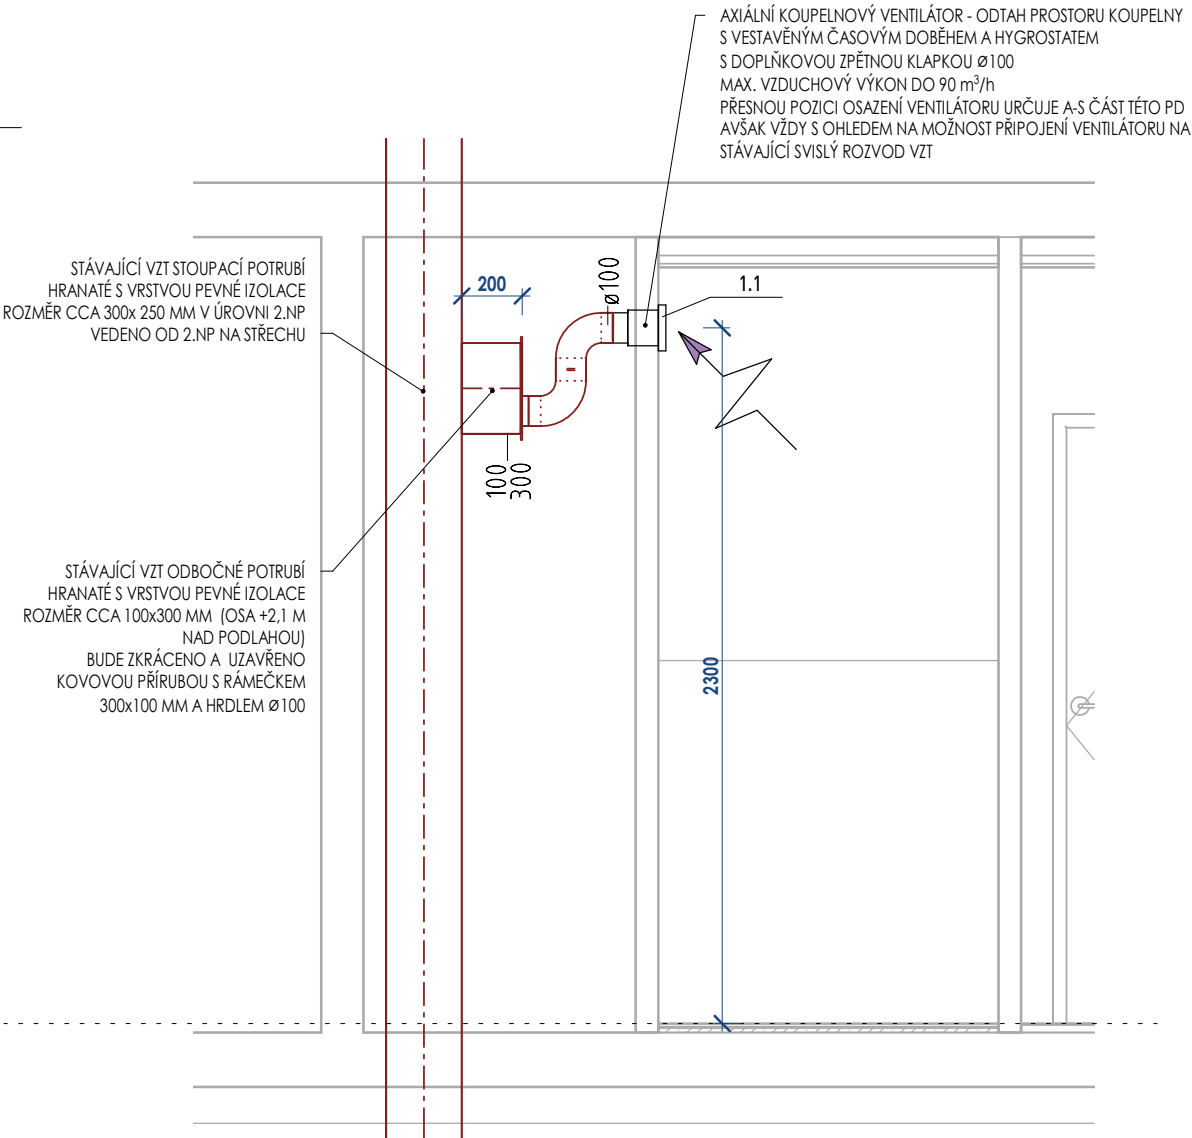 AXIÁLNÍ KOUPELNOVÝ VENTILÁTOR - ODTAH PROSTORU KOUPELNY
S VESTAVĚNÝM ČASOVÝM DOBĚHEM A HYGROSTATEM
S DOPLŇKOVOU ZPĚTNOU KLAPKOU Ø100
MAX. VZDUCHOVÝ VÝKON DO 90 m³/h
PŘESNOU POZICI OSAZENÍ VENTILÁTORU URČUJE A-S ČÁST TÉTO PD
AVŠAK VŽDY S OHLEDEM NA MOŽNOST PŘIPOJENÍ VENTILÁTORU NA
STÁVAJÍCÍ SVISLÝ ROZVOD VZT
STÁVAJÍCÍ VZT STOUPACÍ POTRUBÍ
HRANATÉ S VRSTVOU PEVNÉ IZOLACE
ROZMĚR CCA 300x 250 MM V ÚROVNI 2.NP
VEDENO OD 2.NP NA STŘECHU
200
ø100
1.1
100
300
STÁVAJÍCÍ VZT ODBOČNÉ POTRUBÍ
HRANATÉ S VRSTVOU PEVNÉ IZOLACE
ROZMĚR CCA 100x300 MM (OSA +2,1 M
NAD PODLAHOU)
BUDE ZKRÁCENO A UZAVŘENO
KOVOVOU PŘÍRUBOU S RÁMEČKEM
300x100 MM A HRDLEM Ø100
2300